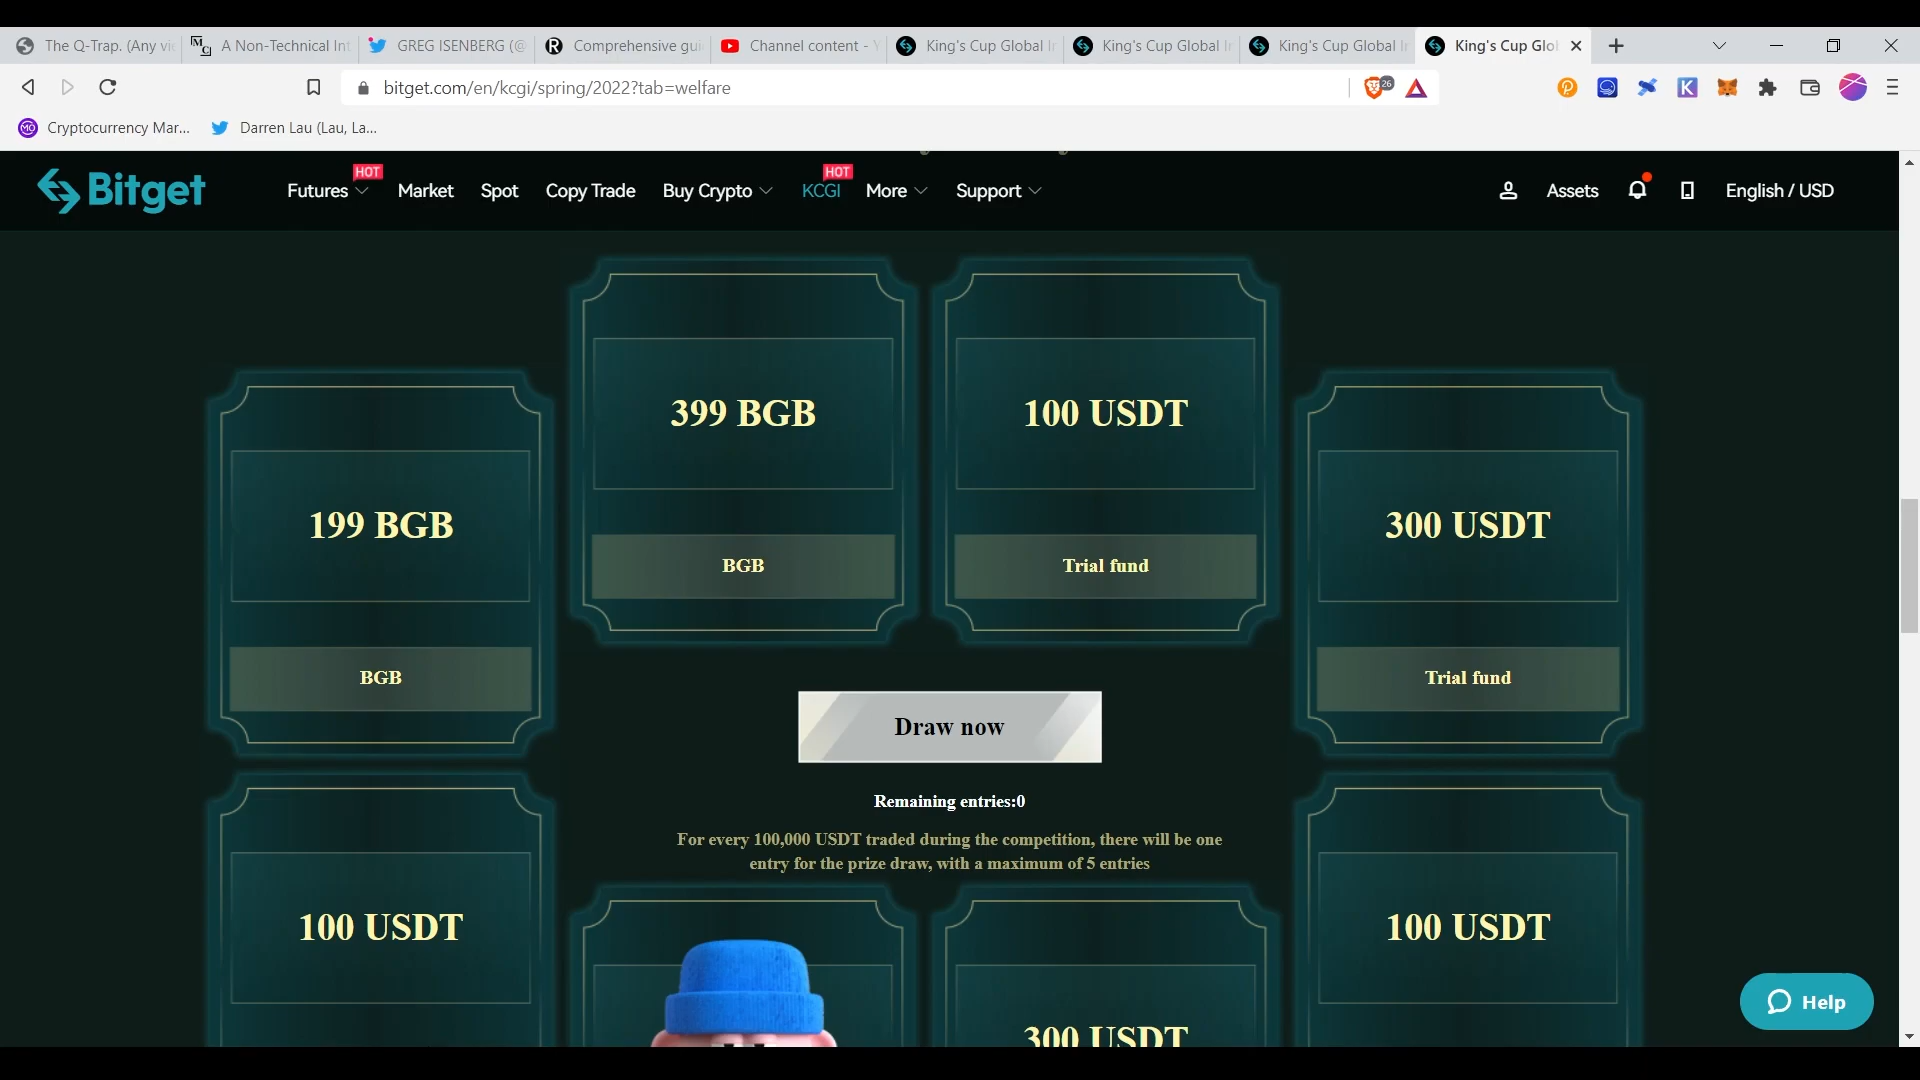 The Q-Trap. (Any vi
A Non-Technical Int
GREG ISENBERG (@
Comprehensive gui
Channel content - Y
King's Cup Global In
King's Cup Global In
King's Cup Global In
King's Cup Glo
bitget.com/en/kcgi/spring/2022?tab=welfare
26
Cryptocurrency Mar...
Darren Lau (Lau, La...
Bitget
Futures
HOT
Market
Spot
Copy Trade
Buy Crypto
KCGI
HOT
More
Support
Assets
English / USD
399 BGB
100 USDT
199 BGB
300 USDT
BGB
Trial fund
BGB
Trial fund
Draw now
Remaining entries:0
For every 100,000 USDT traded during the competition, there will be one
entry for the prize draw, with a maximum of 5 entries
100 USDT
100 USDT
300 USDT
Help